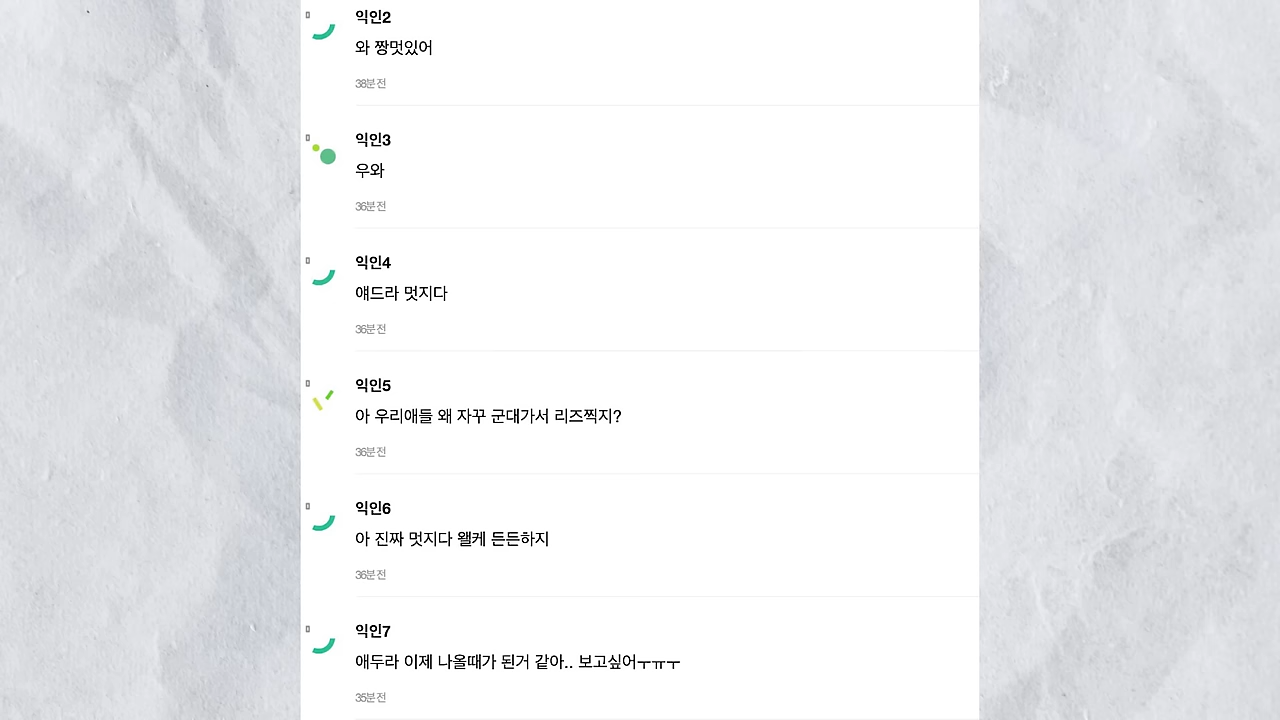 익인2
와 짱멋있어
38분전
익인3
우와
36분전
익인4
얘드라 멋지다
36분전
익인5
아 우리애들 왜 자꾸 군대가서 리즈찍지?
36분전
익인6
아 진짜 멋지다 웰케 든든하지
36분전
익인7
애두라 이제 나올때가 된거 같아.. 보고싶어ㅜㅠㅜ
35분전